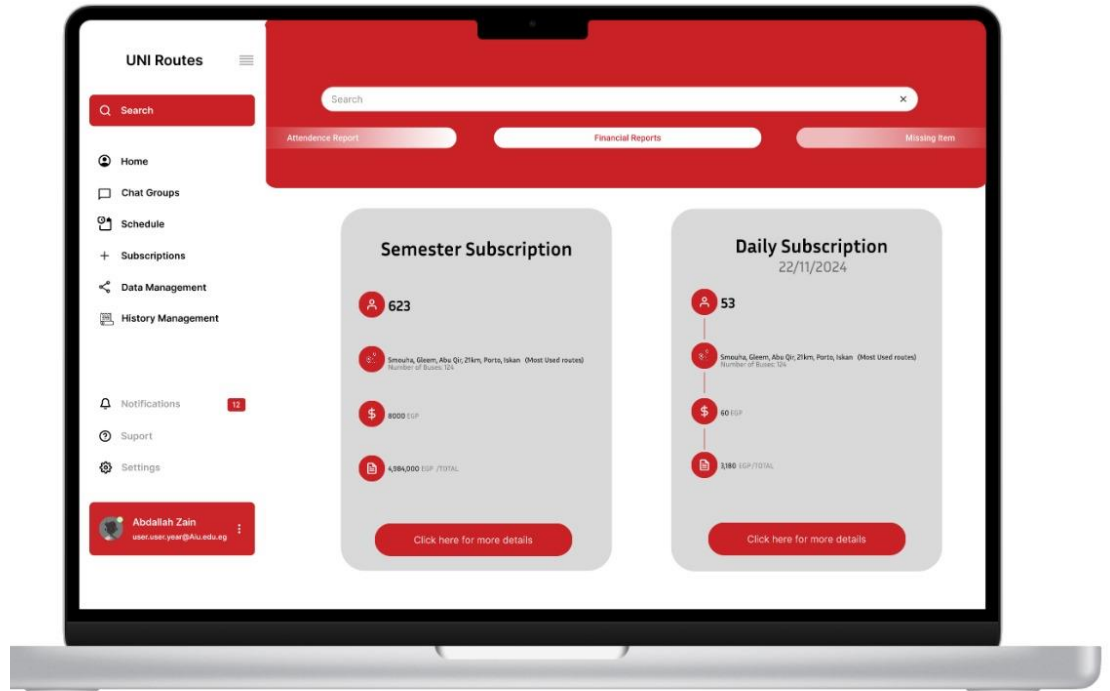 UNI Routes
Search
Home
Chat Groups
Schedule
Subscriptions
Data Management
History Management
Notifications
12
Suport
Settings
Abdallah Zain
user.user.year@Aiu.edu.eg
Search
Attendence Report
Financial Reports
Missing Item
Semester Subscription
623
Smouha, Gleem, Abu Qir, 21km, Porto, Iskan (Most Used routes)
Number of Buses: 124
8000 EGP
4,984,000 EGP /TOTAL
Click here for more details
Daily Subscription
22/11/2024
53
Smouha, Gleem, Abu Qir, 21km, Porto, Iskan (Most Used routes)
Number of Buses: 124
60 EGP
3,180 EGP/TOTAL
Click here for more details